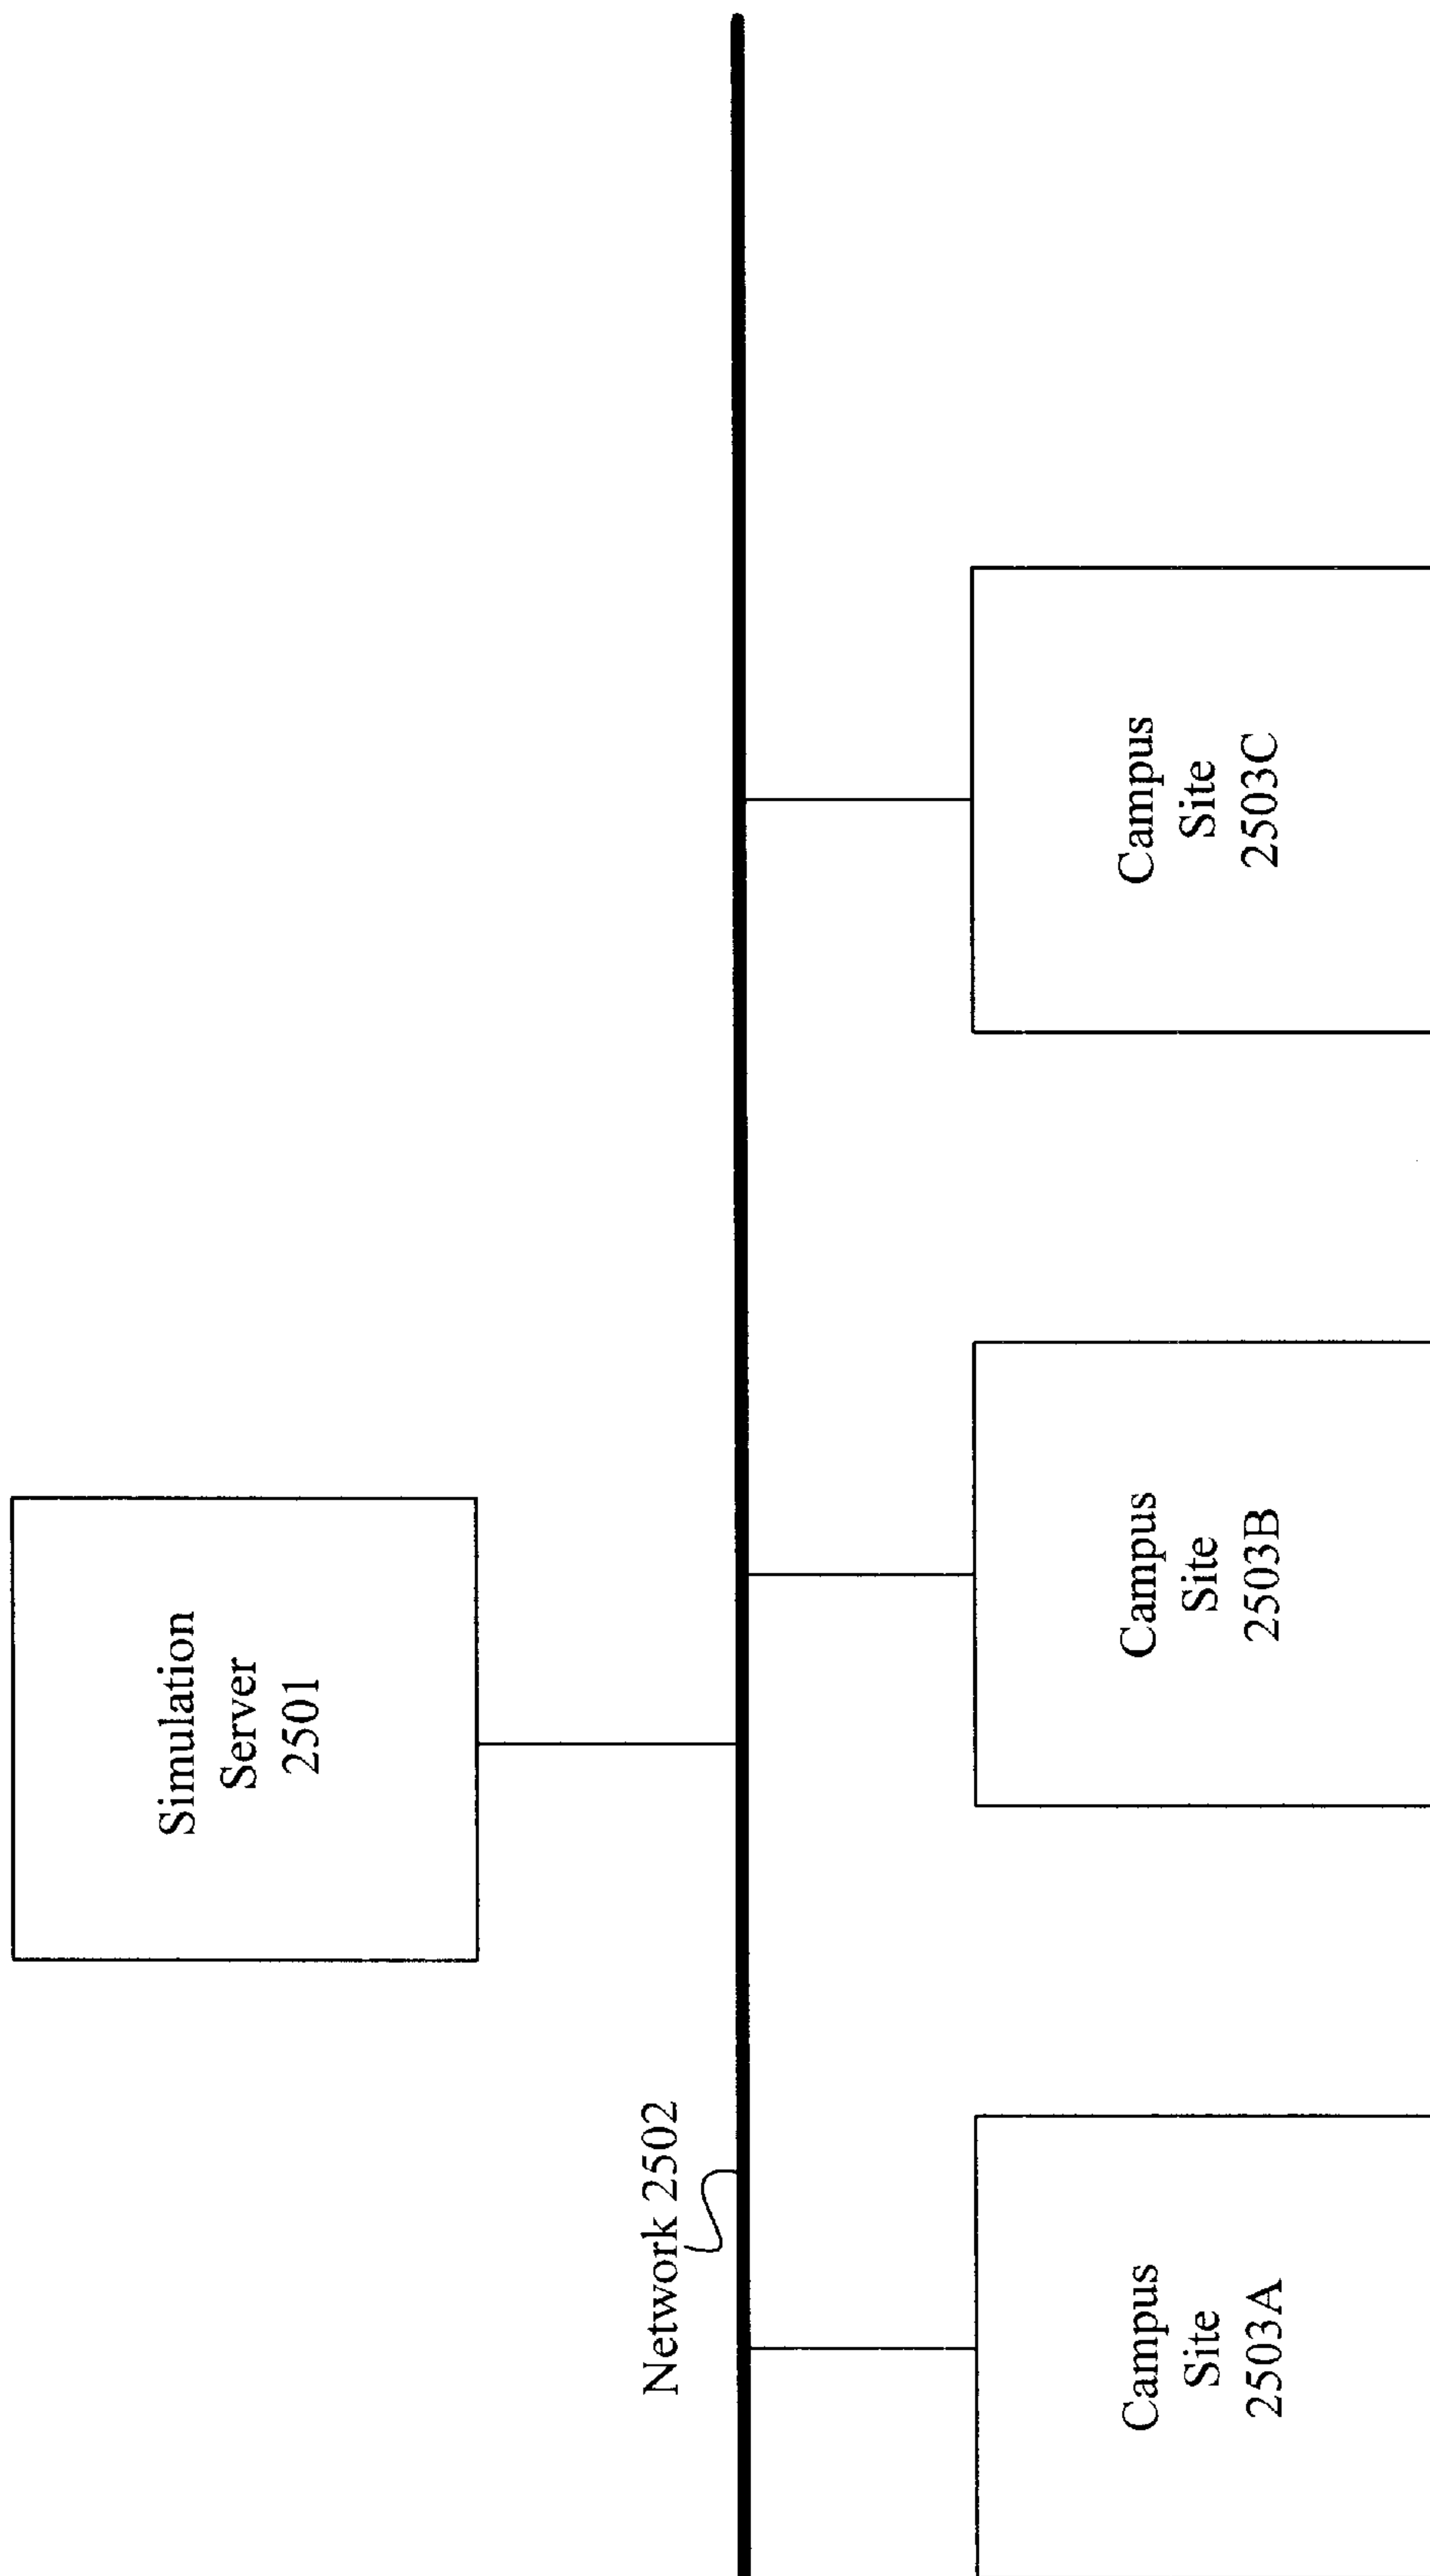 Simulation
Server
2501
Network 2502
Campus
Site
2503A
Campus
Site
2503B
Campus
Site
2503C